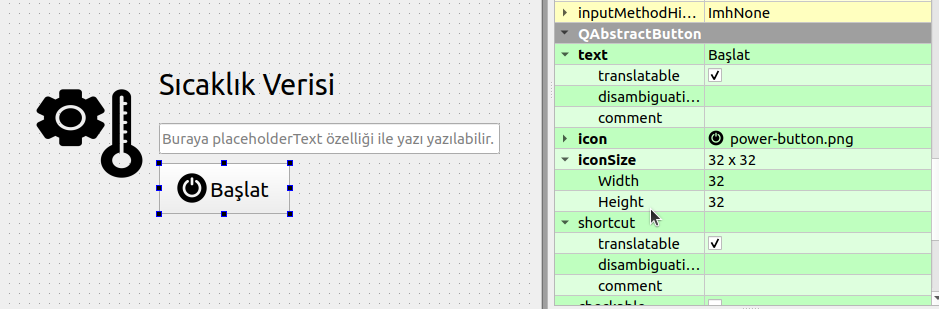 Sıcaklık Verisi
Buraya placeholderText özelliği ile yazı yazılabilir.
Başlat
inputMethodHi... ImhNone
QAbstractButton
text Başlat
translatable
disambiguati...
comment
icon power-button.png
iconSize 32 x 32
Width 32
Height 32
shortcut
translatable
disambiguati...
comment
checkable